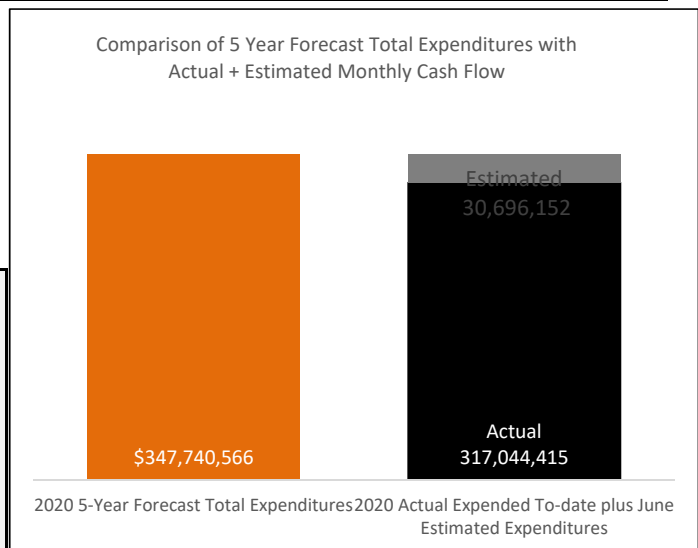 Comparison of 5 Year Forecast Total Expenditures with
Actual + Estimated Monthly Cash Flow
Estimated
30,696,152
Actual
317,044,415
$347,740,566
2020 5-Year Forecast Total Expenditures
2020 Actual Expended To-date plus June
Estimated Expenditures